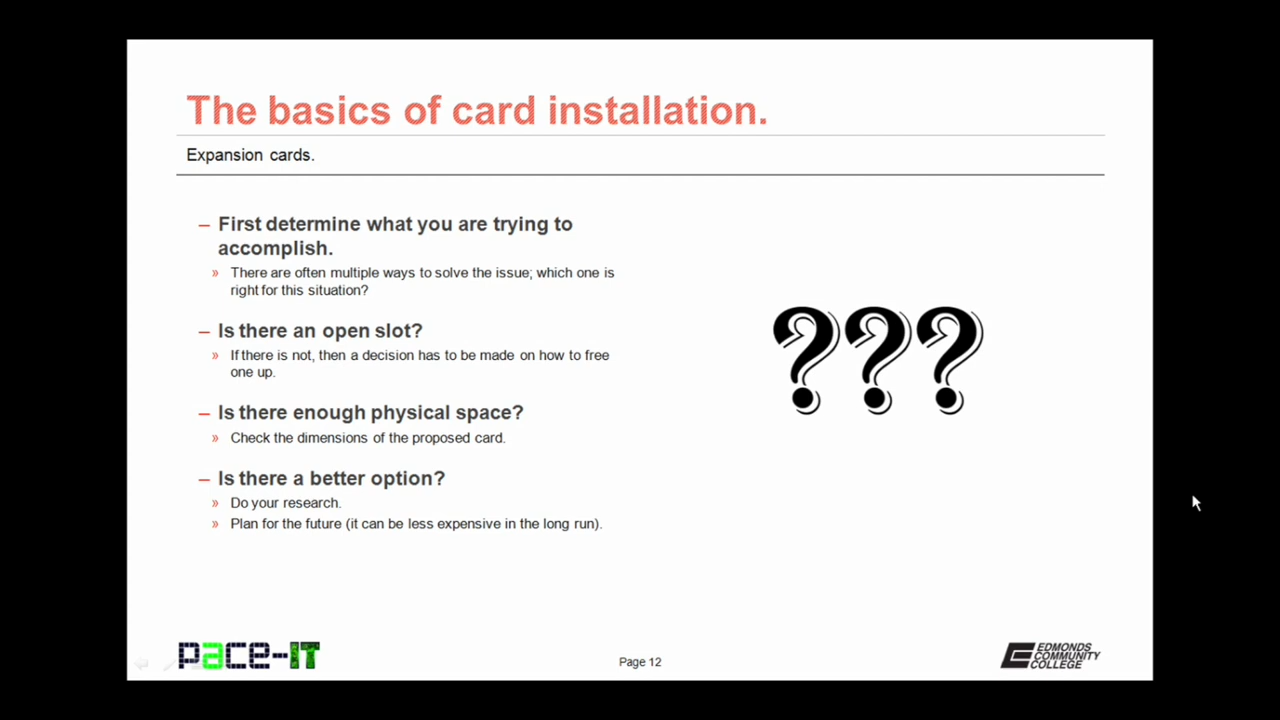 The basics of card installation.
Expansion cards.
– First determine what you are trying to
accomplish.
» There are often multiple ways to solve the issue; which one is
right for this situation?
– Is there an open slot?
» If there is not, then a decision has to be made on how to free
one up.
– Is there enough physical space?
» Check the dimensions of the proposed card.
– Is there a better option?
» Do your research.
» Plan for the future (it can be less expensive in the long run).
???
pace-IT
Page 12
EDMONDS
COMMUNITY
COLLEGE